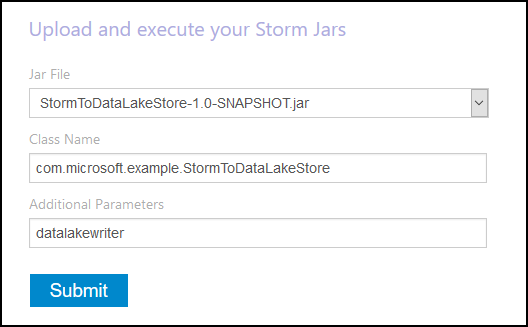 Upload and execute your Storm Jars
Jar File
StormToDataLakeStore-1.0-SNAPSHOT.jar
Class Name
com.microsoft.example.StormToDataLakeStore
Additional Parameters
datalakewriter
Submit